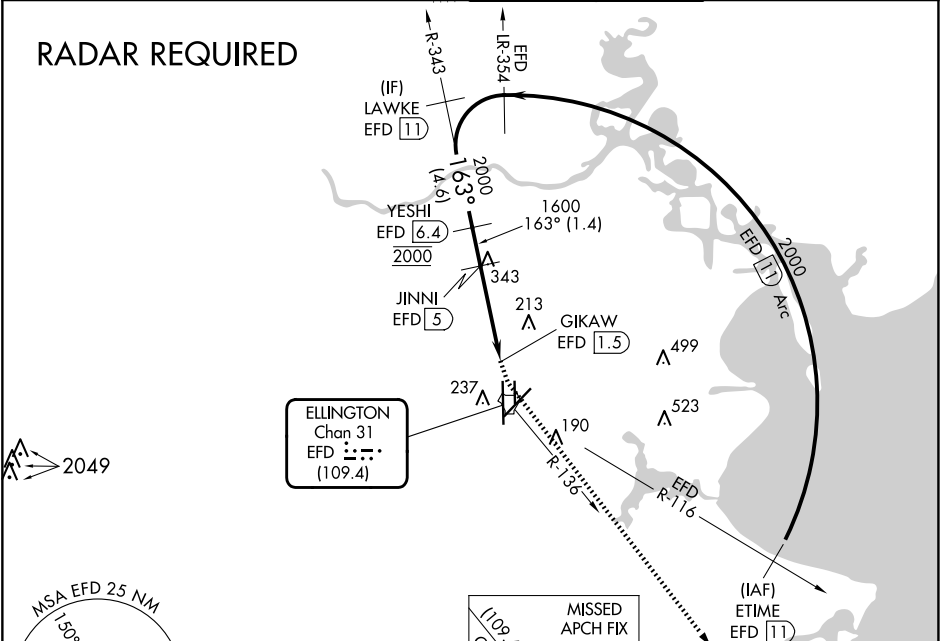 RADAR REQUIRED
R-343
EFD
LR-354
(IF)
LAWKE
EFD 11
2000
163°
(4.6)
YESHI
EFD 6.4
2000
1600
163° (1.4)
343
JINNI
EFD 5
213
GIKAW
EFD 1.5
2000
EFD 11 Arc
499
523
237
190
ELLINGTON
Chan 31
EFD
(109.4)
R-136
EFD
R-116
2049
(IAF)
ETIME
EFD 11
MSA EFD 25 NM
150°
MISSED
APCH FIX